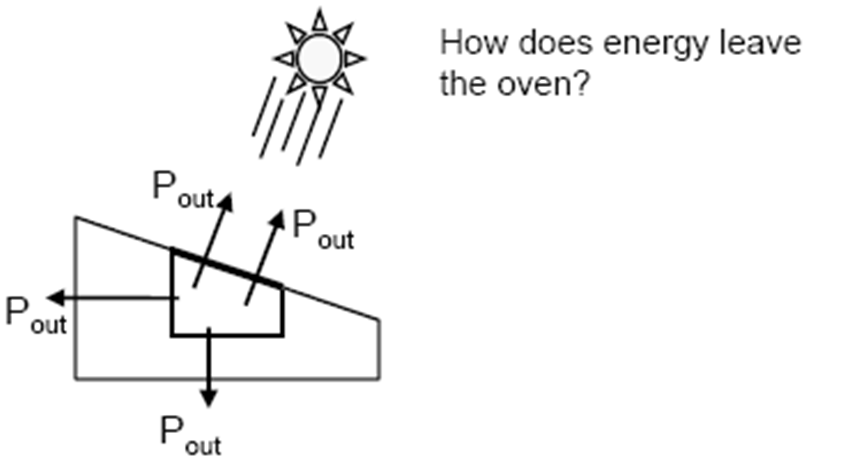 How does energy leave
the oven?
Pout
Pout
Pout
Pout